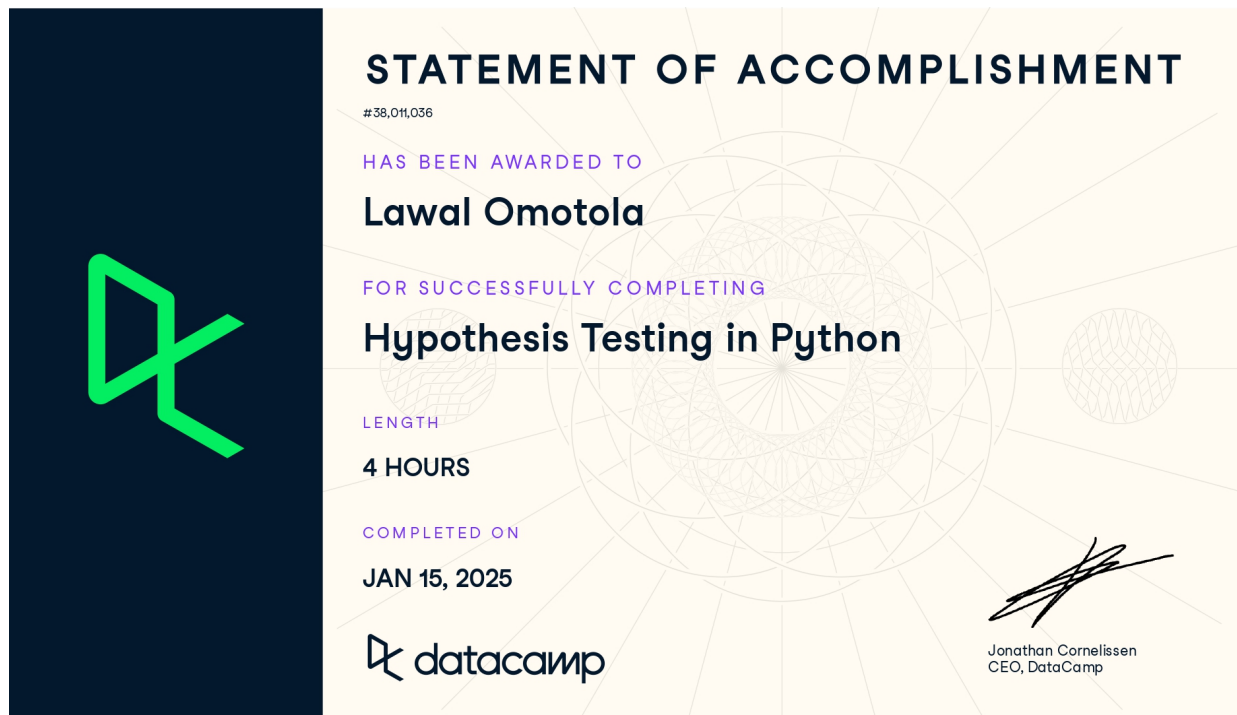 STATEMENT OF ACCOMPLISHMENT
#38,011,036
HAS BEEN AWARDED TO
Lawal Omotola
FOR SUCCESSFULLY COMPLETING
Hypothesis Testing in Python
LENGTH
4 HOURS
COMPLETED ON
JAN 15, 2025
datacamp
Jonathan Cornelissen
CEO, DataCamp